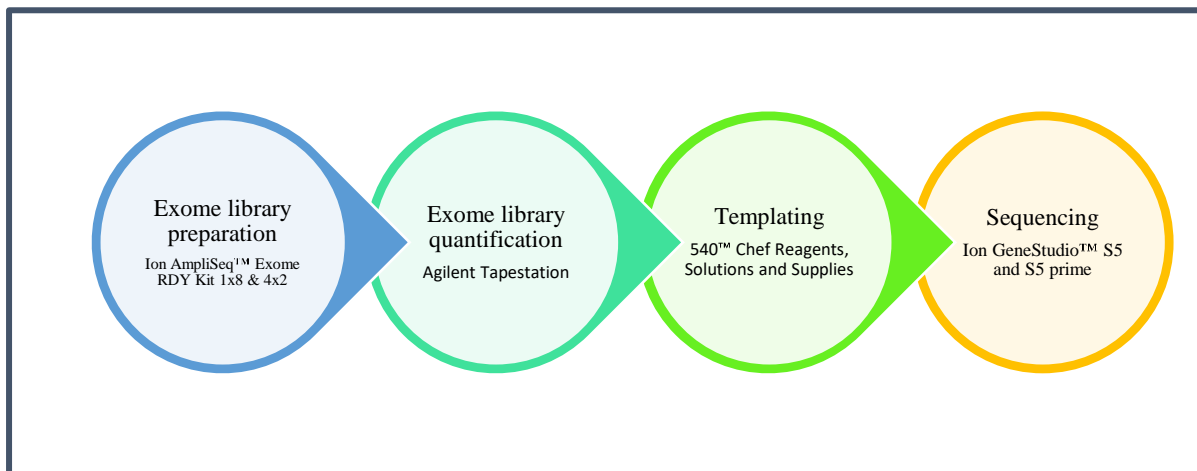 Exome library
preparation
Ion AmpliSeq™ Exome
RDY Kit 1x8 & 4x2
Exome library
quantification
Agilent Tapestation
Templating
540™ Chef Reagents,
Solutions and Supplies
Sequencing
Ion GeneStudio™ S5
and S5 prime